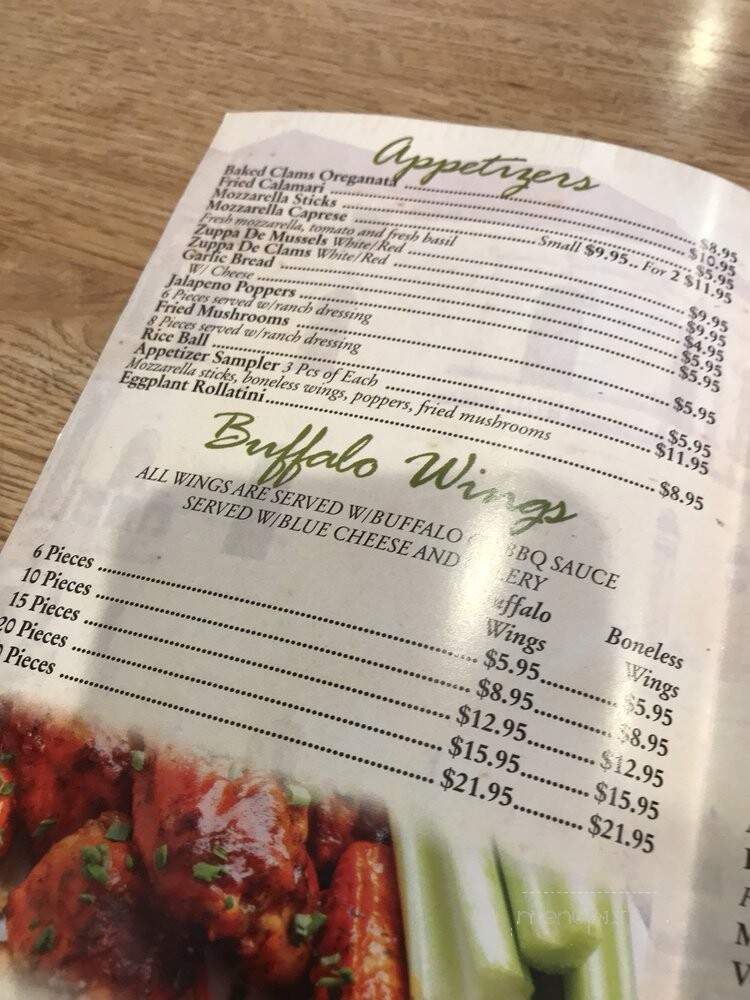 Appetizers
Baked Clams Oreganata $8.95
Fried Calamari $10.95
Mozzarella Sticks $5.95
Mozzarella Caprese Small $9.95.. For 2 $11.95
Fresh mozzarella, tomato and fresh basil
Zuppa De Mussels White/Red $9.95
Zuppa De Clams White/Red $9.95
Garlic Bread $4.95
W/ Cheese $5.95
Jalapeno Poppers $5.95
6 Pieces served w/ranch dressing
Fried Mushrooms $5.95
8 Pieces served w/ranch dressing
Rice Ball $5.95
Appetizer Sampler 3 Pcs of Each $11.95
Mozzarella sticks, boneless wings, poppers, fried mushrooms
Eggplant Rollatini $8.95
Buffalo Wings
ALL WINGS ARE SERVED W/BUFFALO BBQ SAUCE
SERVED W/BLUE CHEESE AND
Buffalo Boneless
Wings Wings
6 Pieces $5.95 $5.95
10 Pieces $8.95 $8.95
15 Pieces $12.95 $12.95
20 Pieces $15.95 $15.95
Pieces $21.95 $21.95